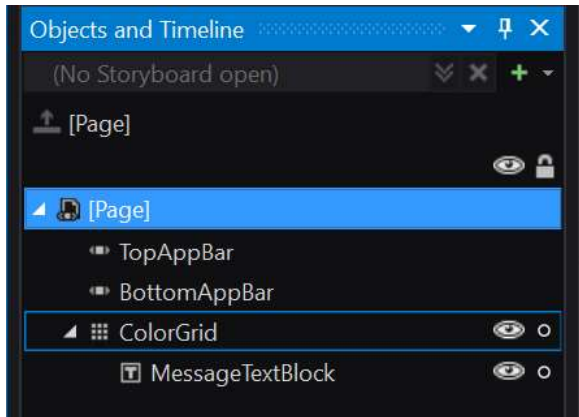 Objects and Timeline
(No Storyboard open)
[Page]
[Page]
TopAppBar
BottomAppBar
ColorGrid
T MessageTextBlock